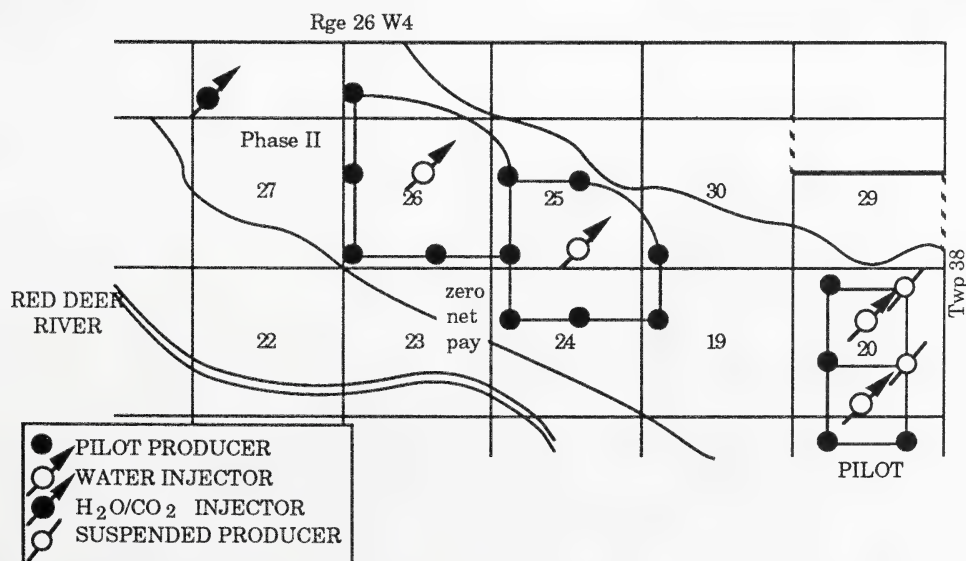 Rge 26 W4
Phase II
27
26
25
30
29
Twp 38
RED DEER
RIVER
zero
net
pay
22
23
24
19
20
PILOT
PILOT PRODUCER
WATER INJECTOR
H₂O/CO₂ INJECTOR
SUSPENDED PRODUCER